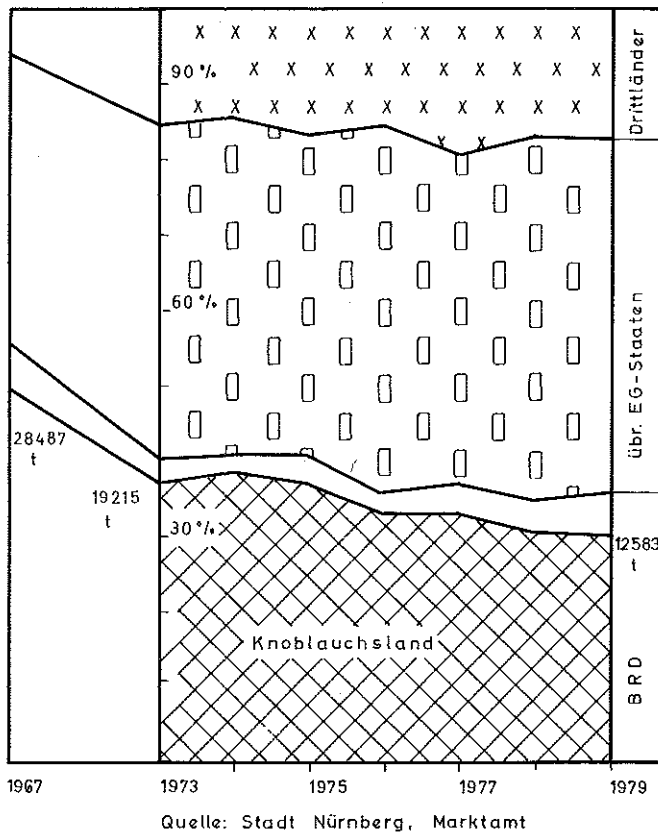 90 %
60 %
30 %
28487
t
19215
t
12583
t
Knoblauchsland
Drittländer
übr. EG-Staaten
BRD
1967 1973 1975 1977 1979
Quelle: Stadt Nürnberg, Marktamt